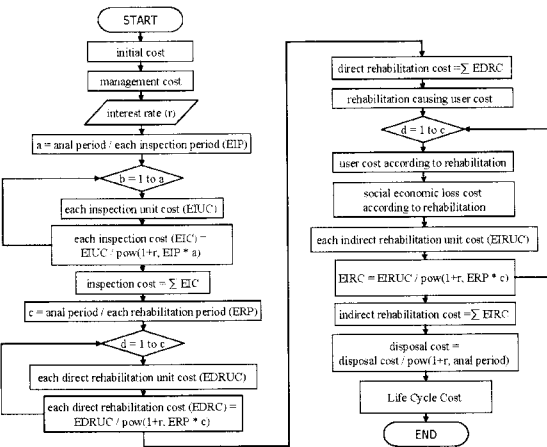 START
initial cost
management cost
interest rate (r)
a = anal period / each inspection period (EIP)
b = 1 to a
each inspection unit cost (EIUC)
each inspection cost (EIC) =
EIUC / pow(1+r, EIP * a)
inspection cost = ∑ EIC
c = anal period / each rehabilitation period (ERP)
d = 1 to c
each direct rehabilitation unit cost (EDRUC)
each direct rehabilitation cost (EDRC) =
EDRUC / pow(1+r, ERP * c)
direct rehabilitation cost =∑ EDRC
rehabilitation causing user cost
d = 1 to c
user cost according to rehabilitation
social economic loss cost
according to rehabilitation
each indirect rehabilitation unit cost (EIRUC)
EIRC = EIRUC / pow(1+r, ERP * c)
indirect rehabilitation cost =∑ EIRC
disposal cost =
disposal cost / pow(1+r, anal period)
Life Cycle Cost
END